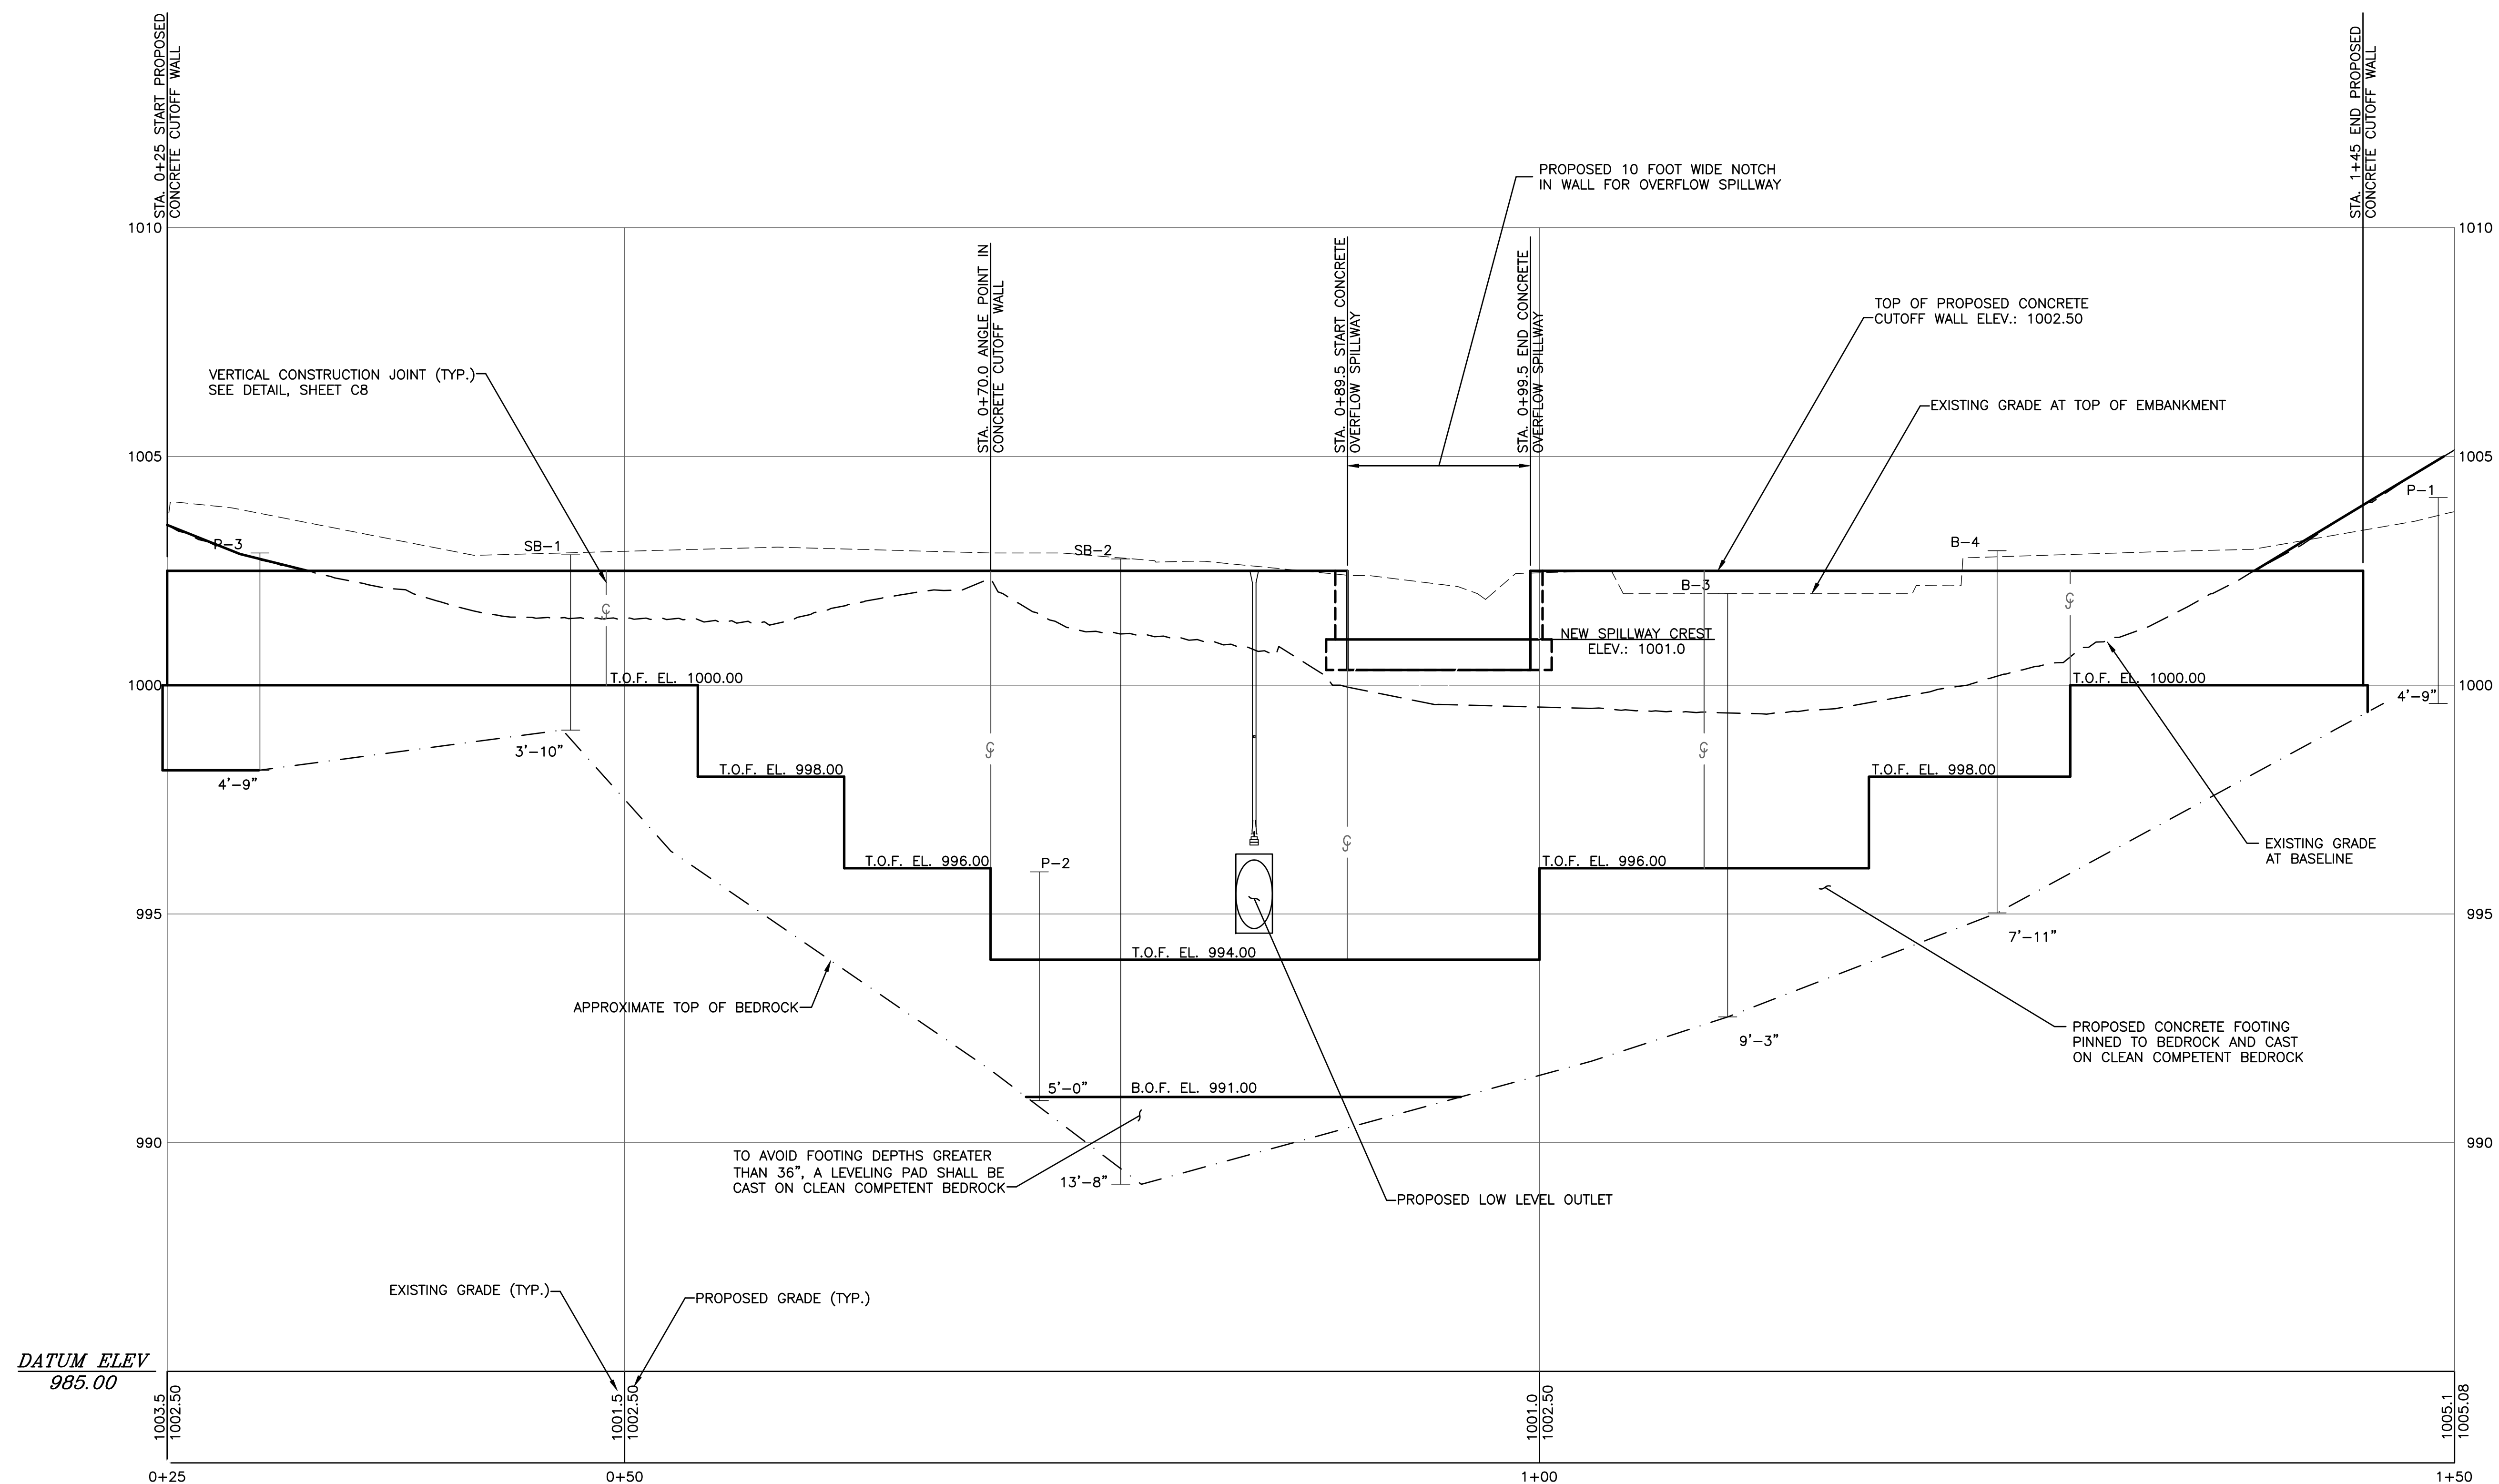 STA. 0+25 START PROPOSED
CONCRETE CUTOFF WALL
STA. 1+45 END PROPOSED
CONCRETE CUTOFF WALL
PROPOSED 10 FOOT WIDE NOTCH
IN WALL FOR OVERFLOW SPILLWAY
1010
1010
STA. 0+70.0 ANGLE POINT IN
CONCRETE CUTOFF WALL
STA. 0+89.5 START CONCRETE
OVERFLOW SPILLWAY
STA. 0+99.5 END CONCRETE
OVERFLOW SPILLWAY
TOP OF PROPOSED CONCRETE
CUTOFF WALL ELEV.: 1002.50
VERTICAL CONSTRUCTION JOINT (TYP.)
SEE DETAIL, SHEET C8
EXISTING GRADE AT TOP OF EMBANKMENT
1005
1005
P-1
P-3
SB-1
SB-2
B-4
B-3
CJ
CJ
NEW SPILLWAY CREST
ELEV.: 1001.0
1000
T.O.F. EL. 1000.00
T.O.F. EL. 1000.00
1000
4'-9"
3'-10"
CJ
CJ
4'-9"
T.O.F. EL. 998.00
T.O.F. EL. 998.00
CJ
EXISTING GRADE
AT BASELINE
T.O.F. EL. 996.00
P-2
T.O.F. EL. 996.00
995
995
7'-11"
T.O.F. EL. 994.00
APPROXIMATE TOP OF BEDROCK
PROPOSED CONCRETE FOOTING
PINNED TO BEDROCK AND CAST
ON CLEAN COMPETENT BEDROCK
9'-3"
5'-0"
B.O.F. EL. 991.00
990
990
TO AVOID FOOTING DEPTHS GREATER
THAN 36", A LEVELING PAD SHALL BE
CAST ON CLEAN COMPETENT BEDROCK
13'-8"
PROPOSED LOW LEVEL OUTLET
EXISTING GRADE (TYP.)
PROPOSED GRADE (TYP.)
DATUM ELEV
985.00
1003.5
1002.50
1001.5
1002.50
1001.0
1002.50
1005.1
1005.08
0+25
0+50
1+00
1+50